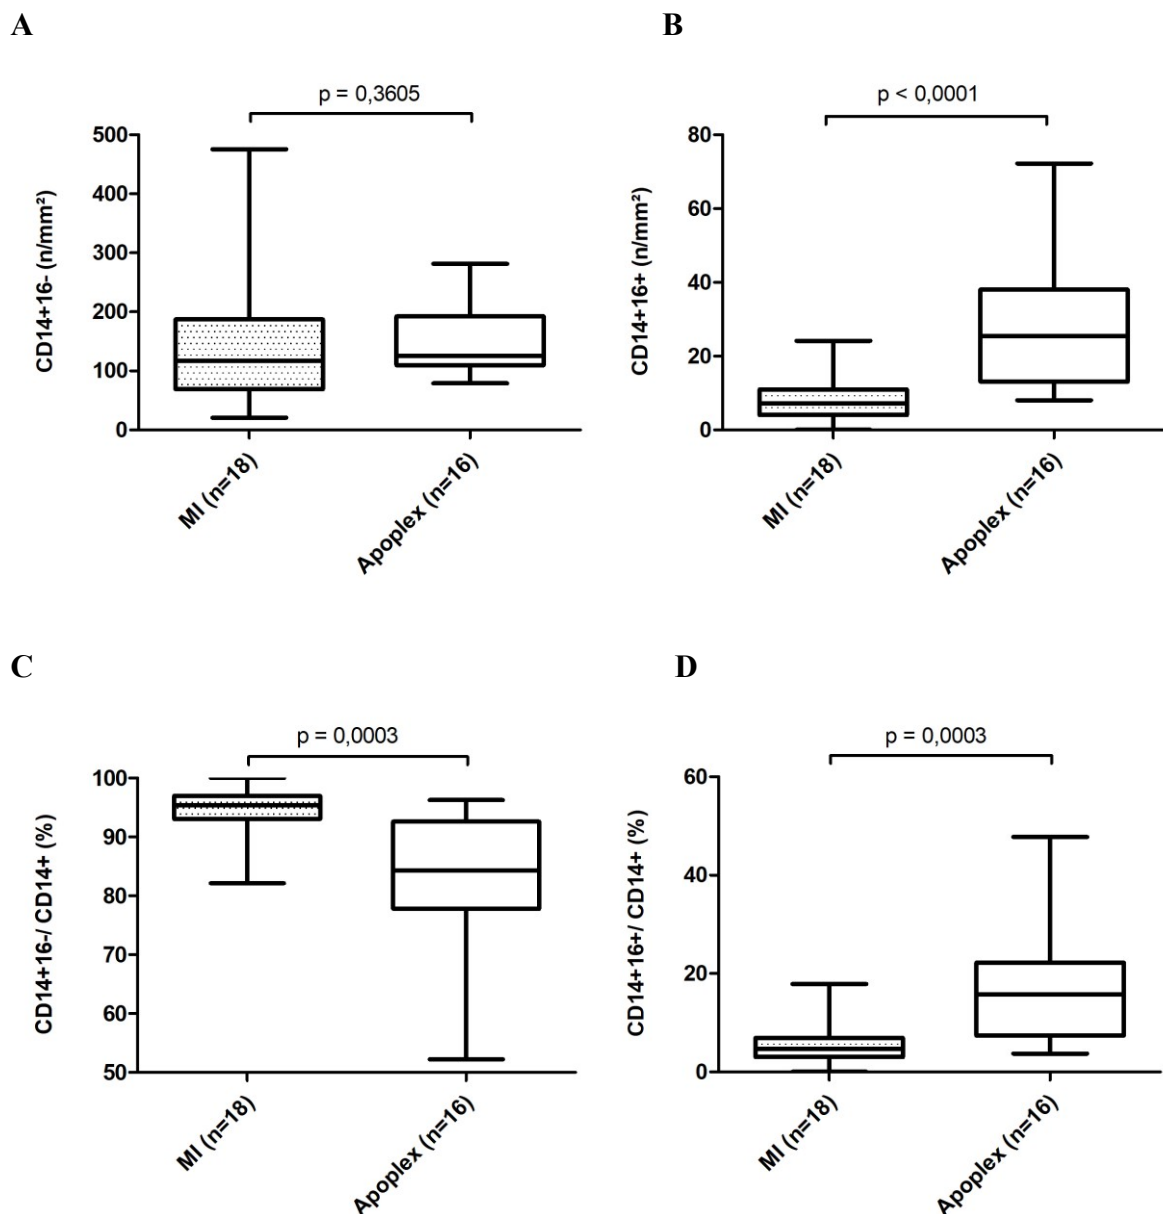 A
p = 0,3605
CD14+16- (n/mm²)
500
400
300
200
100
0
MI (n=18)
Apoplex (n=16)
B
p < 0,0001
CD14+16+ (n/mm²)
80
60
40
20
0
MI (n=18)
Apoplex (n=16)
C
p = 0,0003
CD14+16-/ CD14+ (%)
100
90
80
70
60
50
MI (n=18)
Apoplex (n=16)
D
p = 0,0003
CD14+16+/ CD14+ (%)
60
40
20
0
MI (n=18)
Apoplex (n=16)